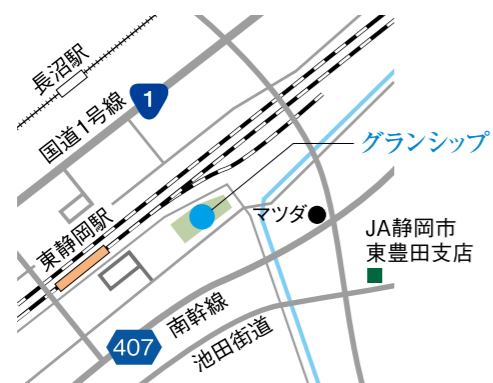 長沼駅
国道1号線
1
グランシップ
東静岡駅
マツダ
JA静岡市
東豊田支店
南幹線
407
池田街道